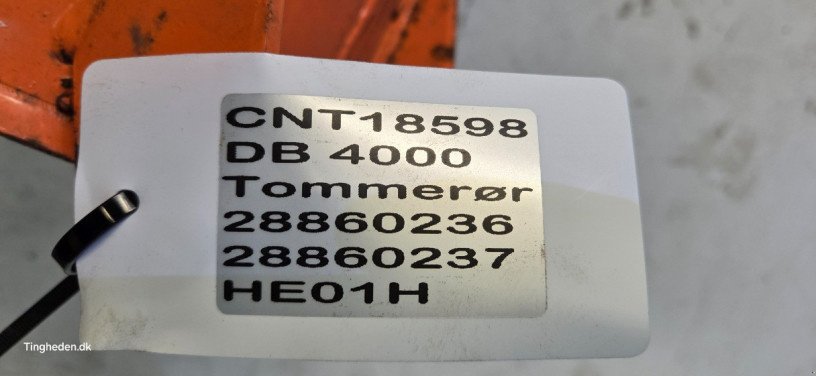 CNT18598
DB 4000
Tommerør
28860236
28860237
HE01H
Tingheden.dk